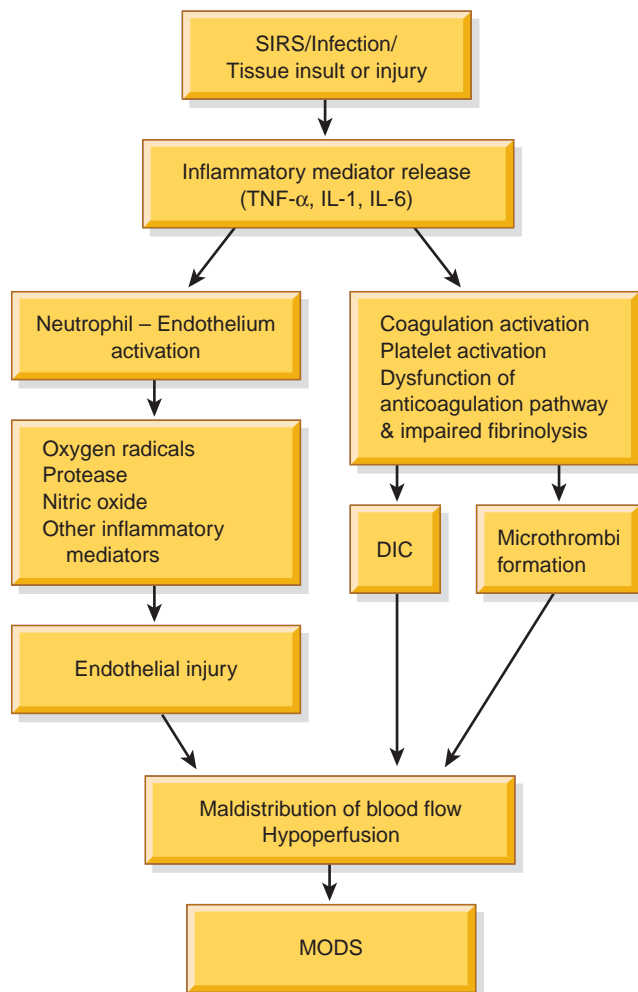 SIRS/Infection/
Tissue insult or injury
Inflammatory mediator release
(TNF-α, IL-1, IL-6)
Neutrophil – Endothelium
activation
Oxygen radicals
Protease
Nitric oxide
Other inflammatory
mediators
Endothelial injury
Coagulation activation
Platelet activation
Dysfunction of
anticoagulation pathway
& impaired fibrinolysis
DIC
Microthrombi
formation
Maldistribution of blood flow
Hypoperfusion
MODS